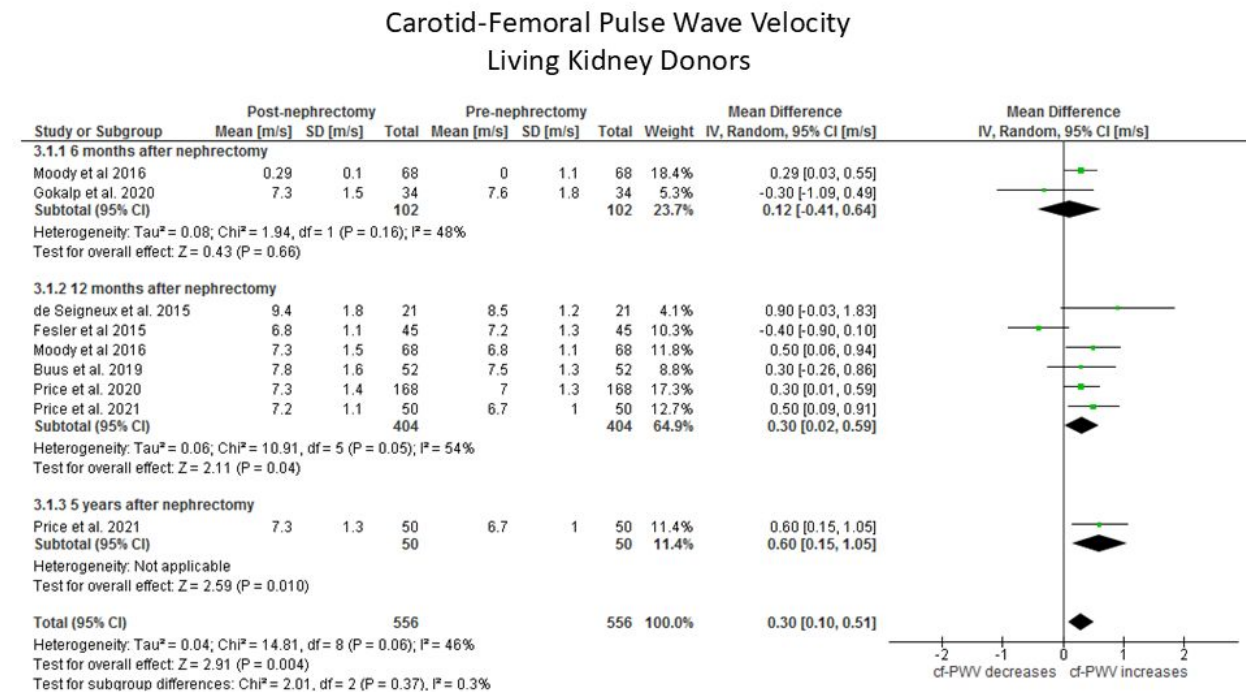 Carotid-Femoral Pulse Wave Velocity
Living Kidney Donors
Post-nephrectomy Pre-nephrectomy Mean Difference Mean Difference
Study or Subgroup Mean [m/s] SD [m/s] Total Mean [m/s] SD [m/s] Total Weight IV, Random, 95% CI [m/s] IV, Random, 95% CI [m/s]
3.1.1 6 months after nephrectomy
Moody et al 2016 0.29 0.1 68 0 1.1 68 18.4% 0.29 [0.03, 0.55]
Gokalp et al. 2020 7.3 1.5 34 7.6 1.8 34 5.3% -0.30 [-1.09, 0.49]
Subtotal (95% CI) 102 102 23.7% 0.12 [-0.41, 0.64]
Heterogeneity: Tau² = 0.08; Chi² = 1.94, df = 1 (P = 0.16); I² = 48%
Test for overall effect: Z = 0.43 (P = 0.66)
3.1.2 12 months after nephrectomy
de Seigneux et al. 2015 9.4 1.8 21 8.5 1.2 21 4.1% 0.90 [-0.03, 1.83]
Fesler et al 2015 6.8 1.1 45 7.2 1.3 45 10.3% -0.40 [-0.90, 0.10]
Moody et al 2016 7.3 1.5 68 6.8 1.1 68 11.8% 0.50 [0.06, 0.94]
Buus et al. 2019 7.8 1.6 52 7.5 1.3 52 8.8% 0.30 [-0.26, 0.86]
Price et al. 2020 7.3 1.4 168 7 1.3 168 17.3% 0.30 [0.01, 0.59]
Price et al. 2021 7.2 1.1 50 6.7 1 50 12.7% 0.50 [0.09, 0.91]
Subtotal (95% CI) 404 404 64.9% 0.30 [0.02, 0.59]
Heterogeneity: Tau² = 0.06; Chi² = 10.91, df = 5 (P = 0.05); I² = 54%
Test for overall effect: Z = 2.11 (P = 0.04)
3.1.3 5 years after nephrectomy
Price et al. 2021 7.3 1.3 50 6.7 1 50 11.4% 0.60 [0.15, 1.05]
Subtotal (95% CI) 50 50 11.4% 0.60 [0.15, 1.05]
Heterogeneity: Not applicable
Test for overall effect: Z = 2.59 (P = 0.010)
Total (95% CI) 556 556 100.0% 0.30 [0.10, 0.51]
Heterogeneity: Tau² = 0.04; Chi² = 14.81, df = 8 (P = 0.06); I² = 46%
Test for overall effect: Z = 2.91 (P = 0.004)
Test for subgroup differences: Chi² = 2.01, df = 2 (P = 0.37), I² = 0.3%
-2 -1 0 1 2
cf-PWV decreases cf-PWV increases